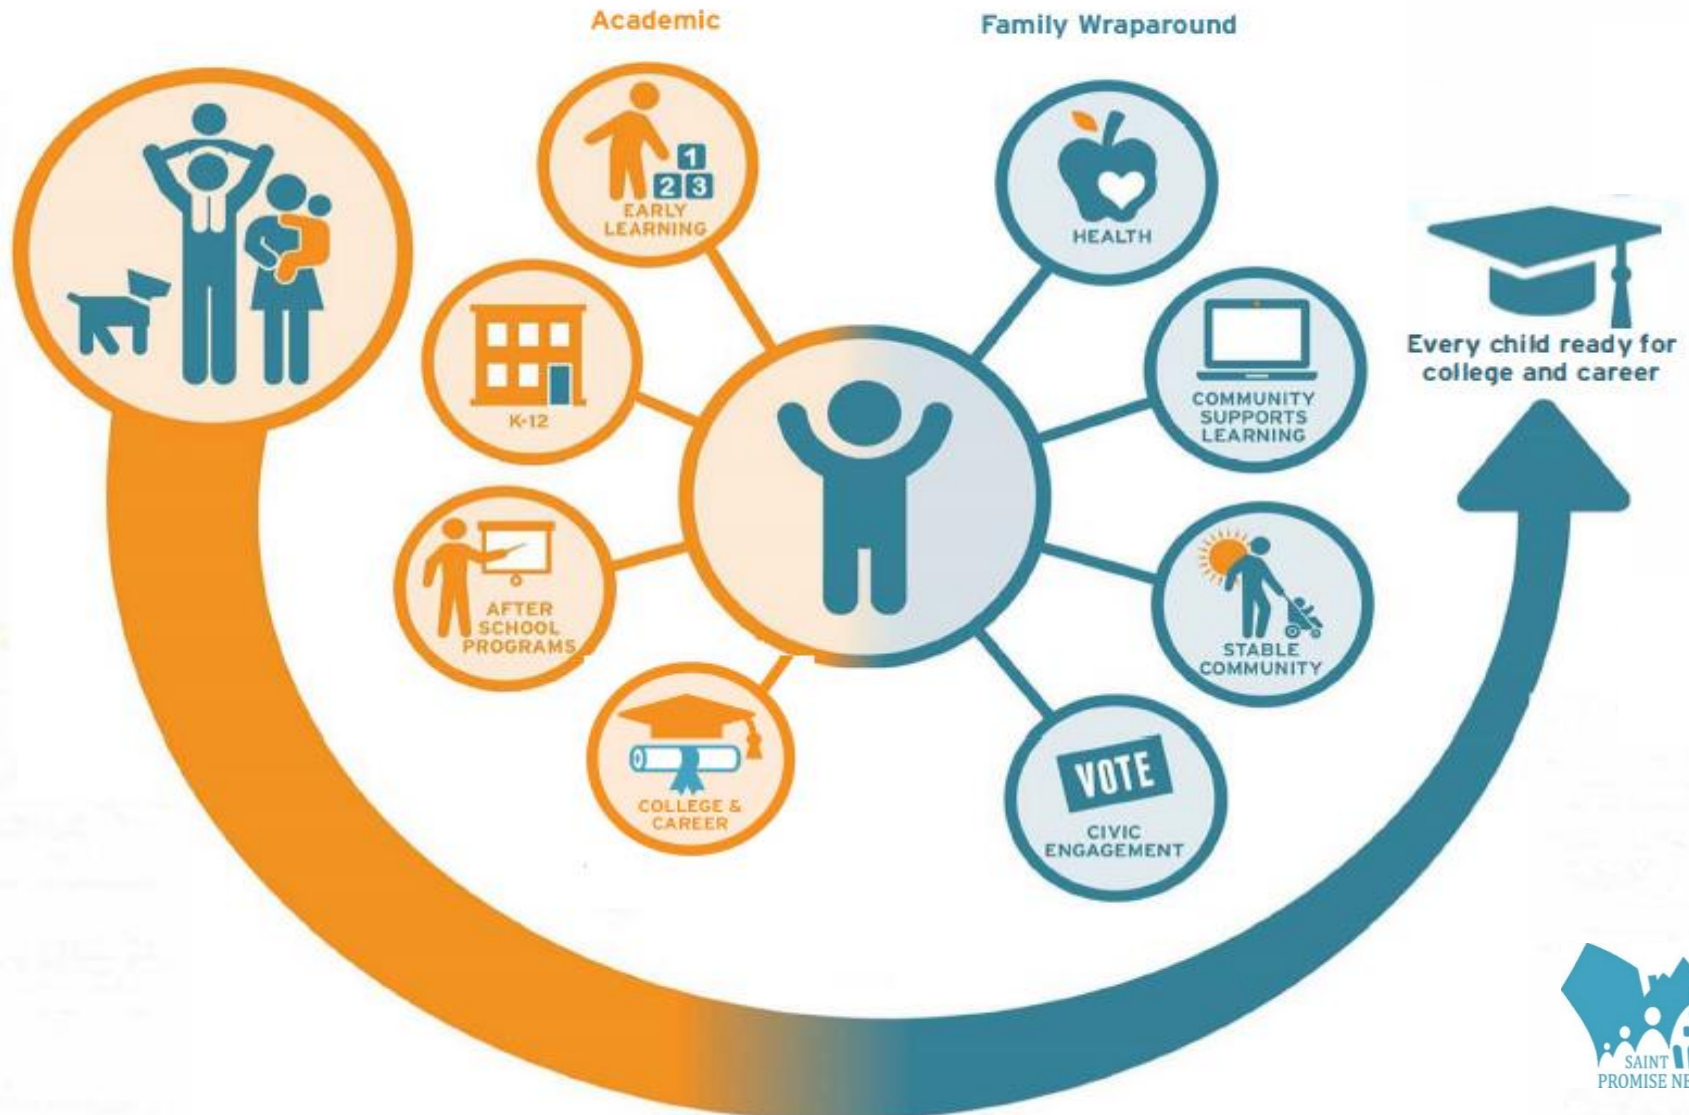 Academic
Family Wraparound
1
2 3
EARLY
LEARNING
K-12
AFTER
SCHOOL
PROGRAMS
COLLEGE &
CAREER
HEALTH
COMMUNITY
SUPPORTS
LEARNING
STABLE
COMMUNITY
VOTE
CIVIC
ENGAGEMENT
Every child ready for
college and career
SAINT
PROMISE